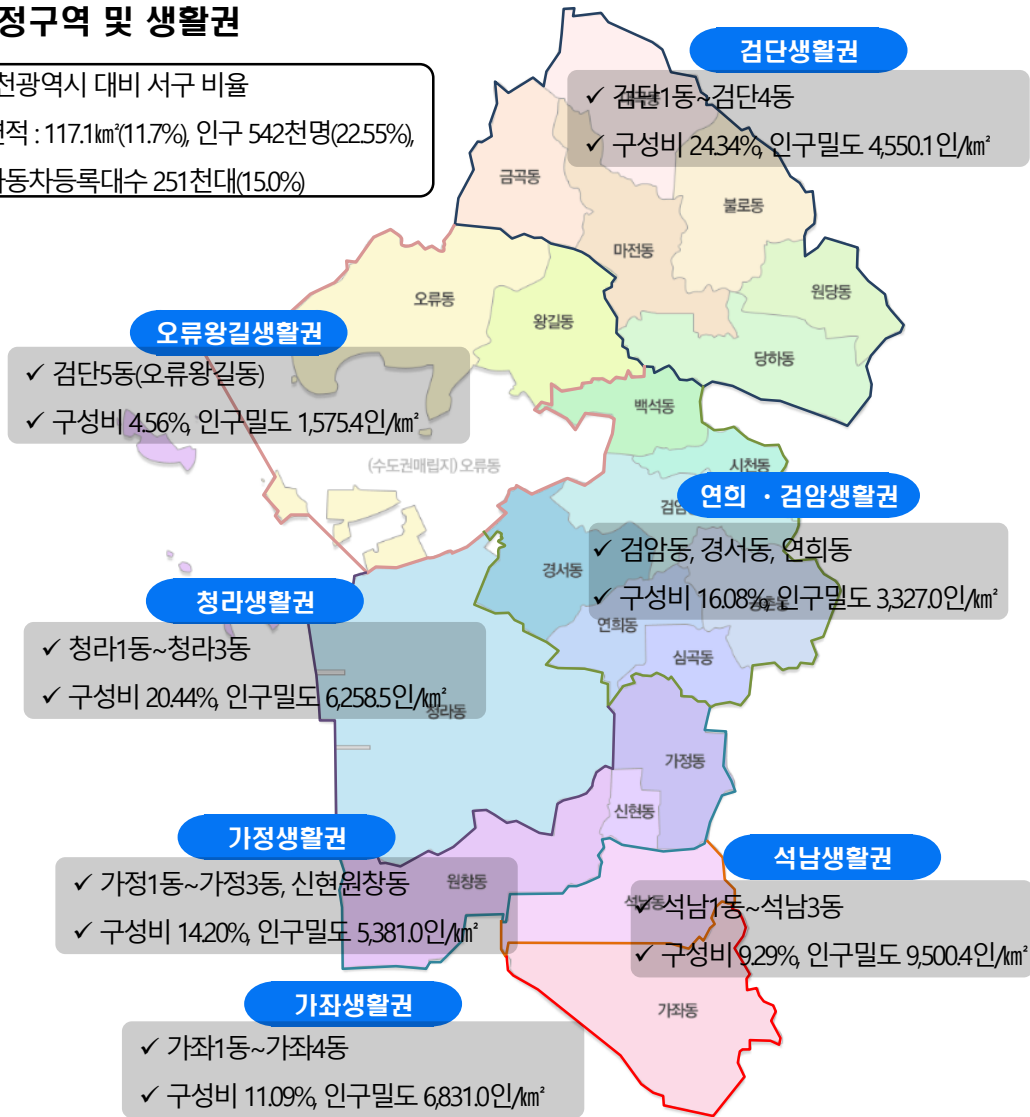 정구역 및 생활권
천광역시 대비 서구 비율
면적 : 117.1㎢(11.7%), 인구 542천명(22.55%),
자동차등록대수 251천대(15.0%)
검단생활권
✓ 검단1동~검단4동
✓ 구성비 24.34%, 인구밀도 4,550.1인/㎢
금곡동
불로동
마전동
원당동
오류동
왕길동
당하동
오류왕길생활권
✓ 검단5동(오류왕길동)
✓ 구성비 4.56%, 인구밀도 1,575.4인/㎢
백석동
(수도권매립지) 오류동
시천동
연희 · 검암생활권
✓ 검암동, 경서동, 연희동
✓ 구성비 16.08%, 인구밀도 3,327.0인/㎢
경서동
연희동
심곡동
청라생활권
✓ 청라1동~청라3동
✓ 구성비 20.44%, 인구밀도 6,258.5인/㎢
청라동
가정동
신현동
가정생활권
✓ 가정1동~가정3동, 신현원창동
✓ 구성비 14.20%, 인구밀도 5,381.0인/㎢
원창동
석남생활권
석남동
✓ 석남1동~석남3동
✓ 구성비 9.29%, 인구밀도 9,500.4인/㎢
가좌동
가좌생활권
✓ 가좌1동~가좌4동
✓ 구성비 11.09%, 인구밀도 6,831.0인/㎢